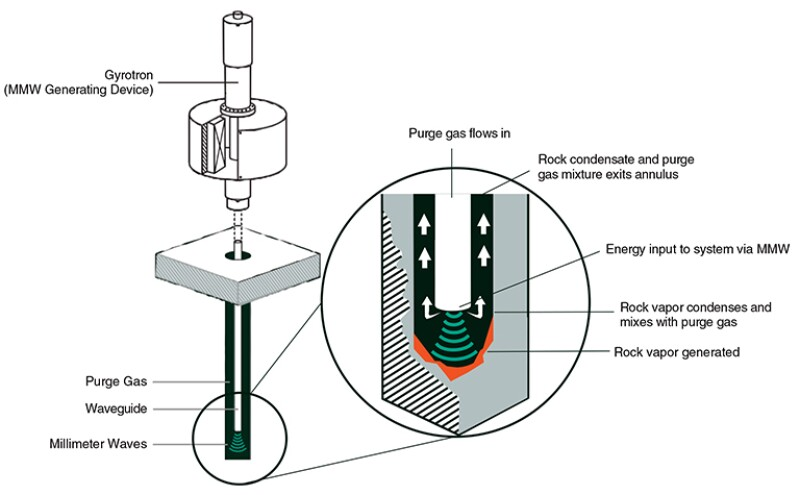 Gyrotron
(MMW Generating Device)
Purge gas flows in
Rock condensate and purge
gas mixture exits annulus
Energy input to system via MMW
Rock vapor condenses and
mixes with purge gas
Rock vapor generated
Purge Gas
Waveguide
Millimeter Waves